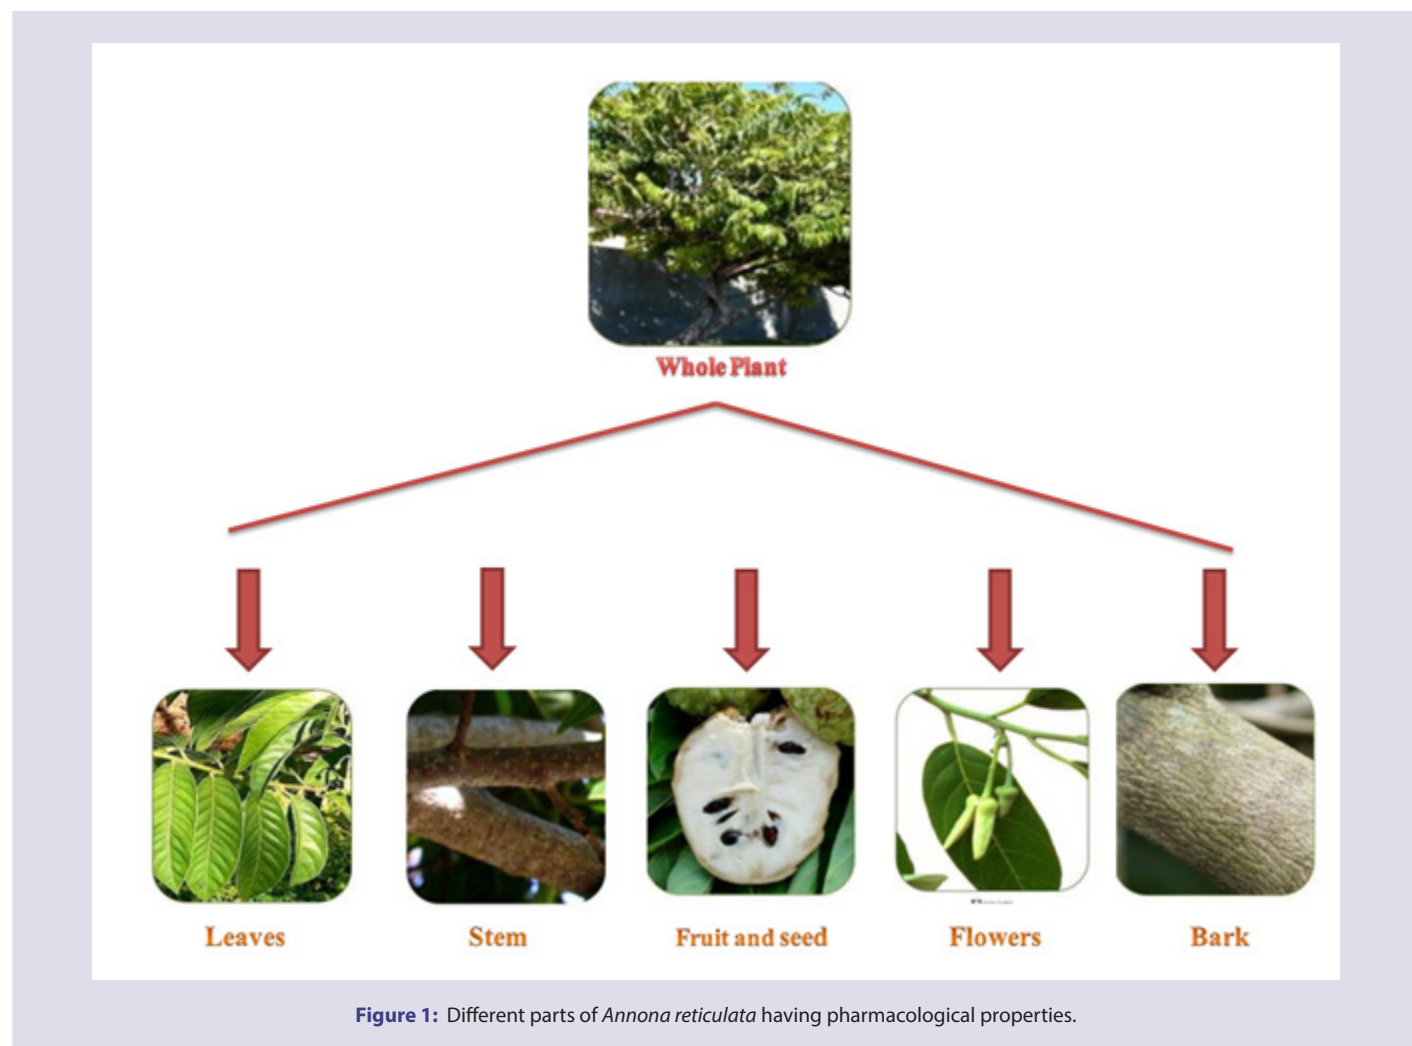 Whole Plant
Leaves
Stem
Fruit and seed
Flowers
Bark
Figure 1: Different parts of Annona reticulata having pharmacological properties.